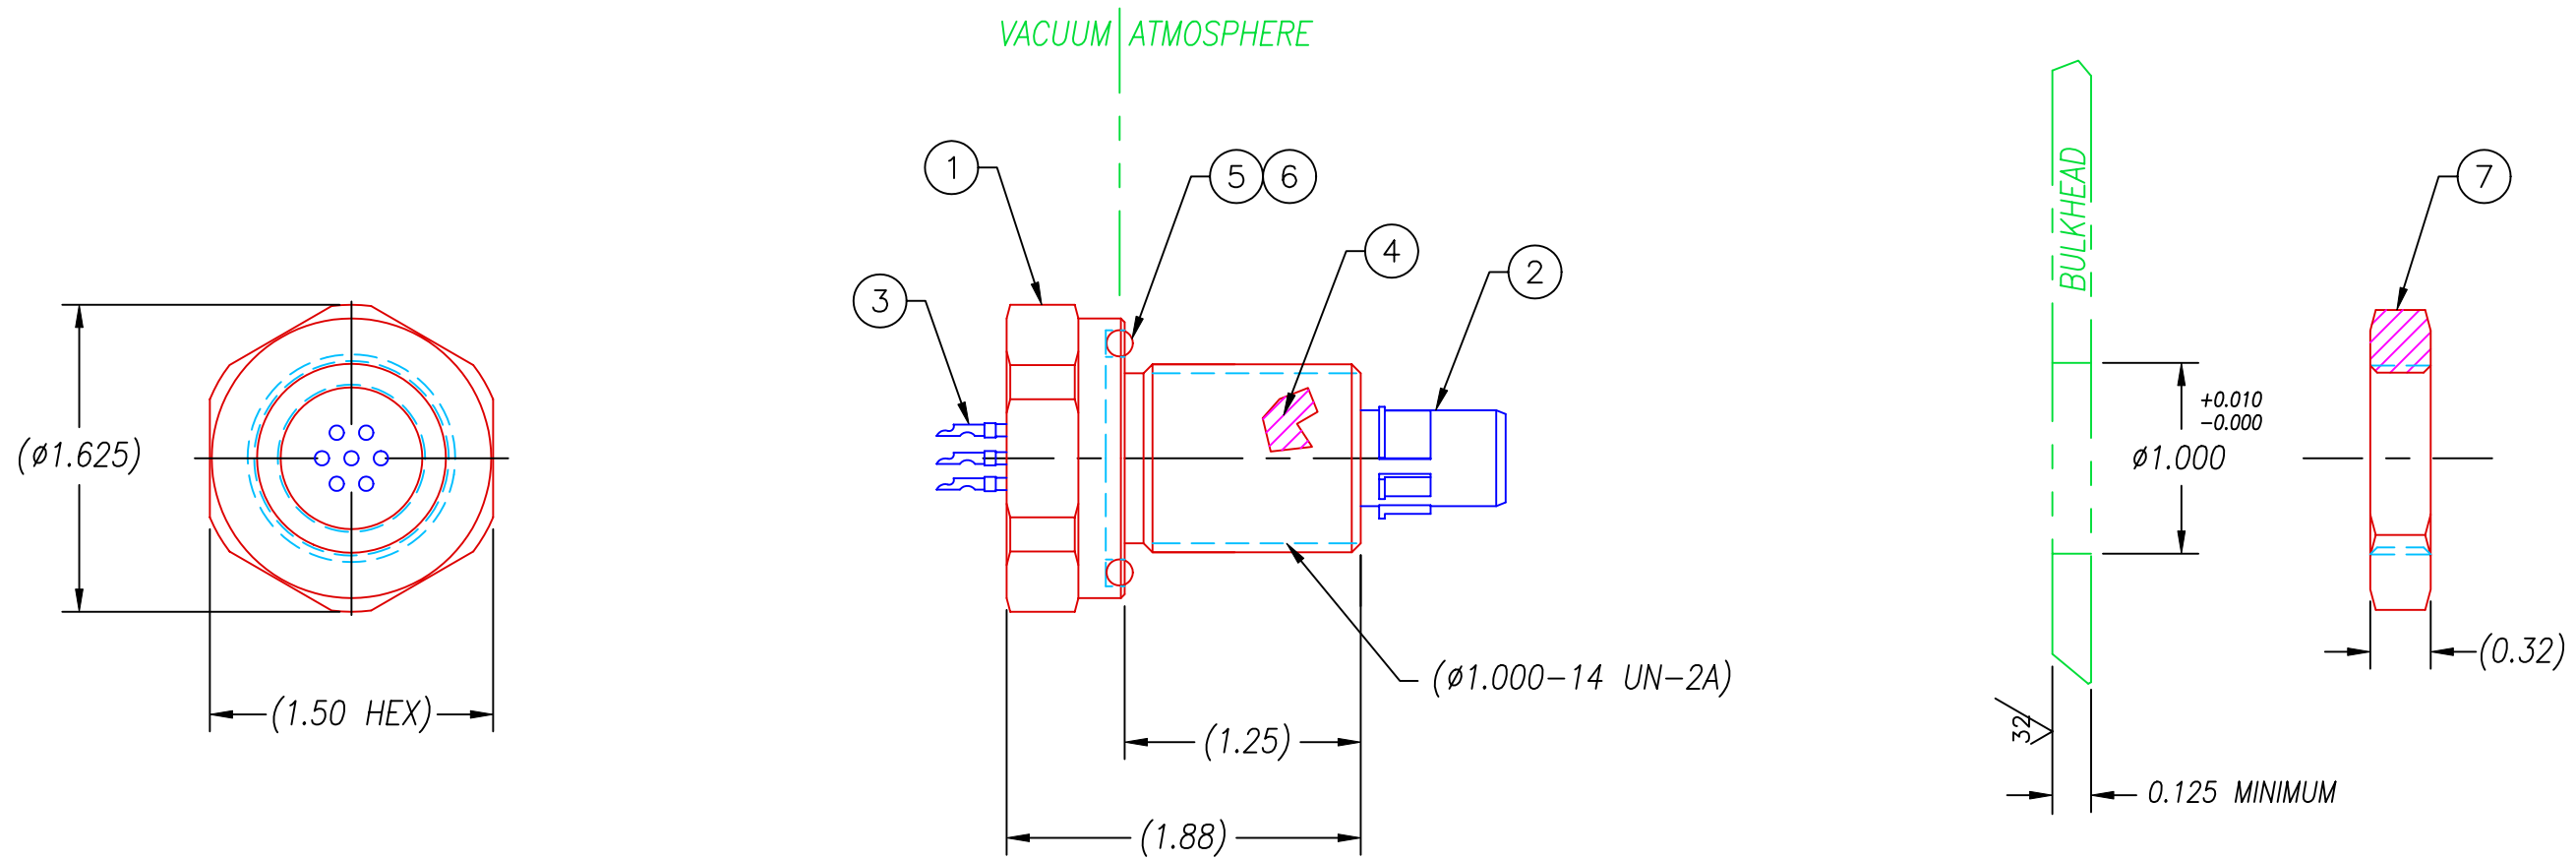 VACUUM ATMOSPHERE
1
5 6
7
4
2
3
BULKHEAD
(ø1.625)
+0.010
-0.000
ø1.000
(0.32)
(ø1.000-14 UN-2A)
(1.50 HEX)
32
(1.25)
0.125 MINIMUM
(1.88)